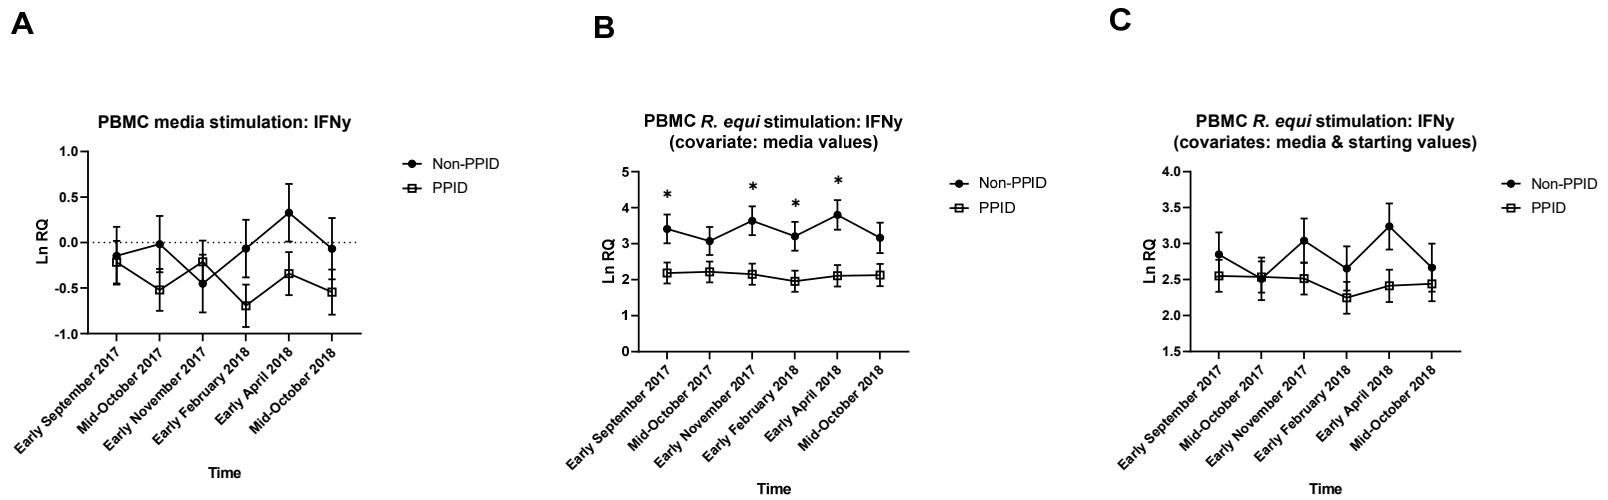 A
PBMC media stimulation: IFNy
Non-PPID
PPID
Ln RQ
1.0
0.5
0.0
-0.5
-1.0
Early September 2017
Mid-October 2017
Early November 2017
Early February 2018
Early April 2018
Mid-October 2018
Time
B
PBMC R. equi stimulation: IFNy
(covariate: media values)
Non-PPID
PPID
Ln RQ
5
4
3
2
1
0
*
*
*
*
Early September 2017
Mid-October 2017
Early November 2017
Early February 2018
Early April 2018
Mid-October 2018
Time
C
PBMC R. equi stimulation: IFNy
(covariates: media & starting values)
Non-PPID
PPID
Ln RQ
4.0
3.5
3.0
2.5
2.0
1.5
Early September 2017
Mid-October 2017
Early November 2017
Early February 2018
Early April 2018
Mid-October 2018
Time